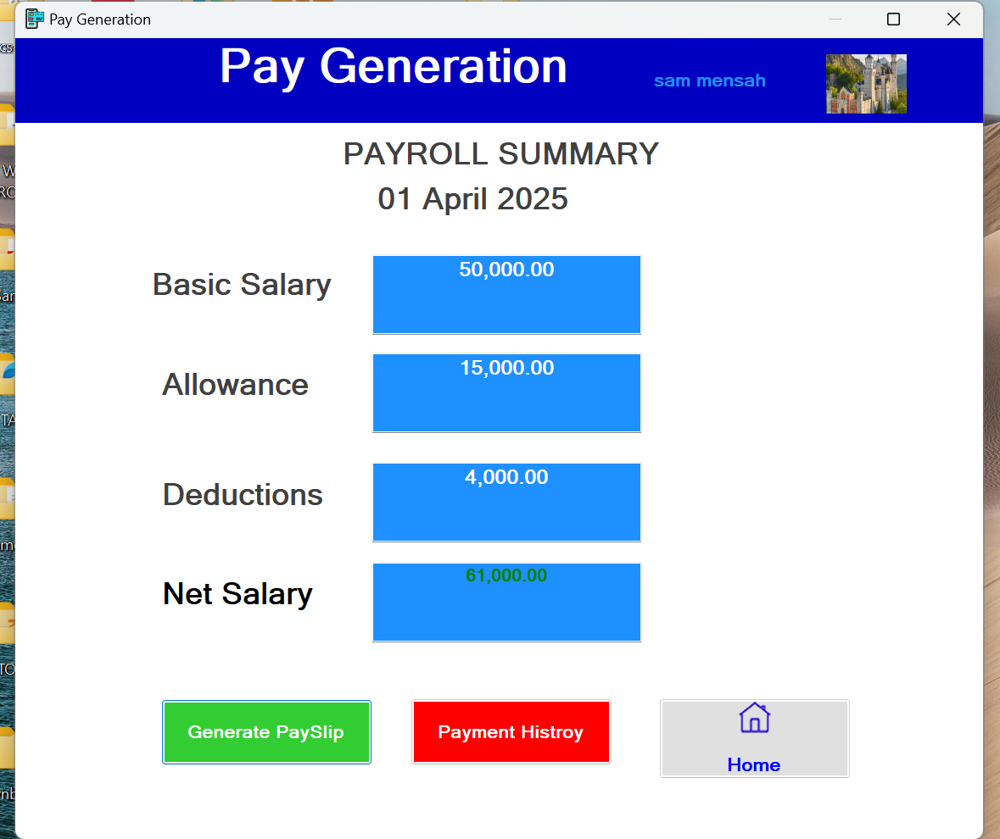 Pay Generation
Pay Generation
sam mensah
PAYROLL SUMMARY
01 April 2025
Basic Salary
50,000.00
Allowance
15,000.00
Deductions
4,000.00
Net Salary
61,000.00
Generate PaySlip
Payment Histroy
Home